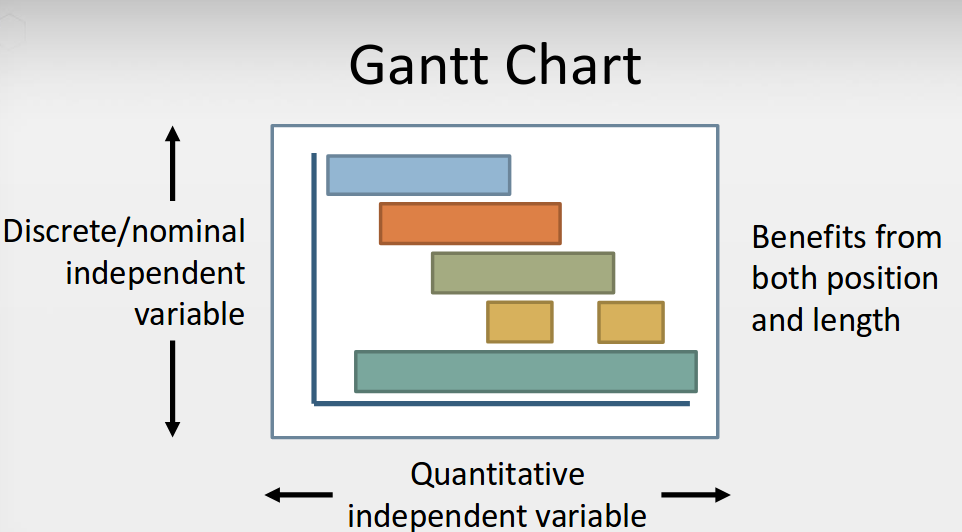 Gantt Chart
Discrete/nominal
independent
variable
Benefits from
both position
and length
Quantitative
independent variable